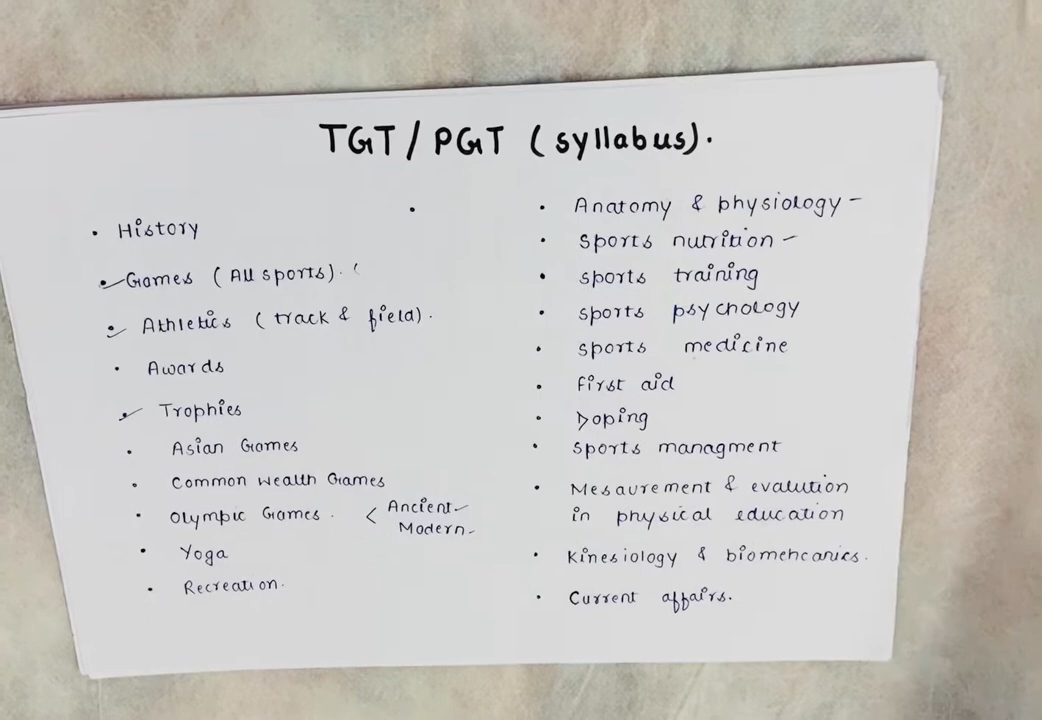 TGT / PGT (syllabus).
• History
• Games (All sports).
• Athletics (track & field).
• Awards
• Trophies
• Asian Games
• Common wealth Games
• Olympic Games. < Ancient-
Modern-
• Yoga
• Recreation.
• Anatomy & physiology -
• sports nutrition -
• sports training
• sports psychology
• sports medicine
• First aid
• Doping
• sports managment
• Mesaurement & evalution
in physical education
• Kinesiology & biomehcanics.
• Current affairs.